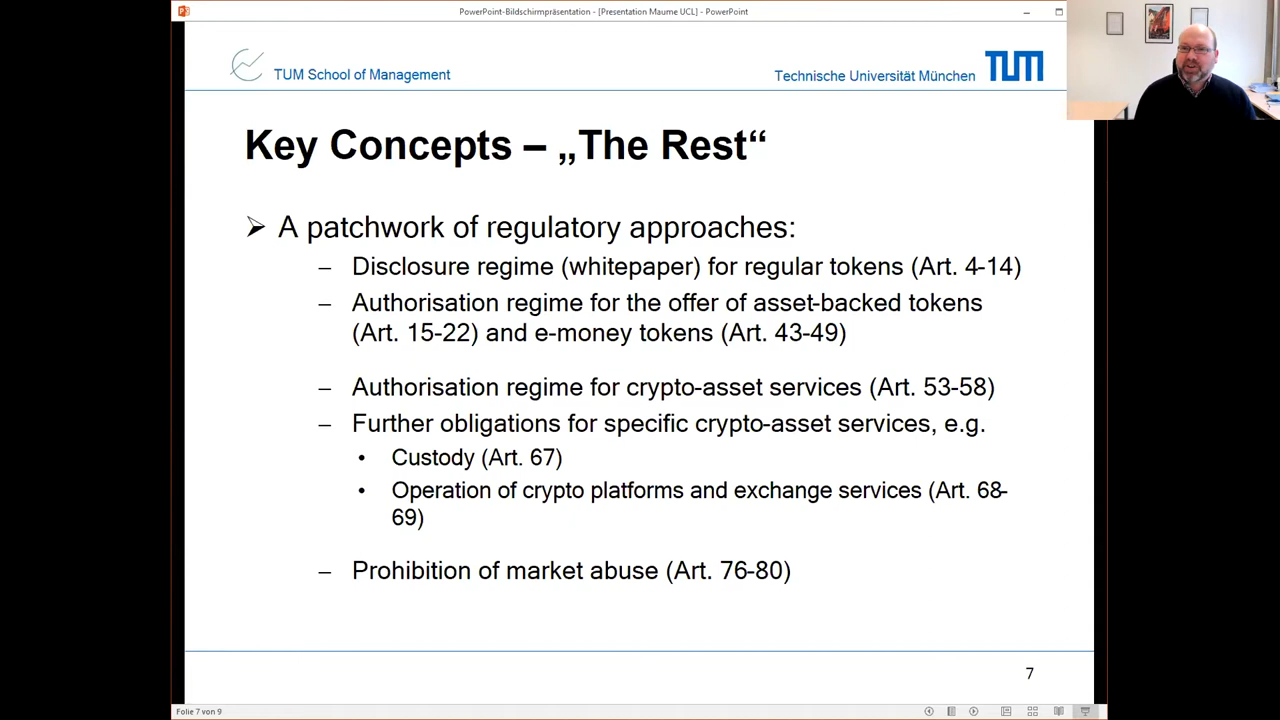 PowerPoint-Bildschirmpräsentation - [Presentation Maume UCL] - PowerPoint
TUM School of Management
Technische Universität München
TUM
Key Concepts – „The Rest“
➢ A patchwork of regulatory approaches:
– Disclosure regime (whitepaper) for regular tokens (Art. 4-14)
– Authorisation regime for the offer of asset-backed tokens
(Art. 15-22) and e-money tokens (Art. 43-49)
– Authorisation regime for crypto-asset services (Art. 53-58)
– Further obligations for specific crypto-asset services, e.g.
• Custody (Art. 67)
• Operation of crypto platforms and exchange services (Art. 68-
69)
– Prohibition of market abuse (Art. 76-80)
7
Folie 7 von 9